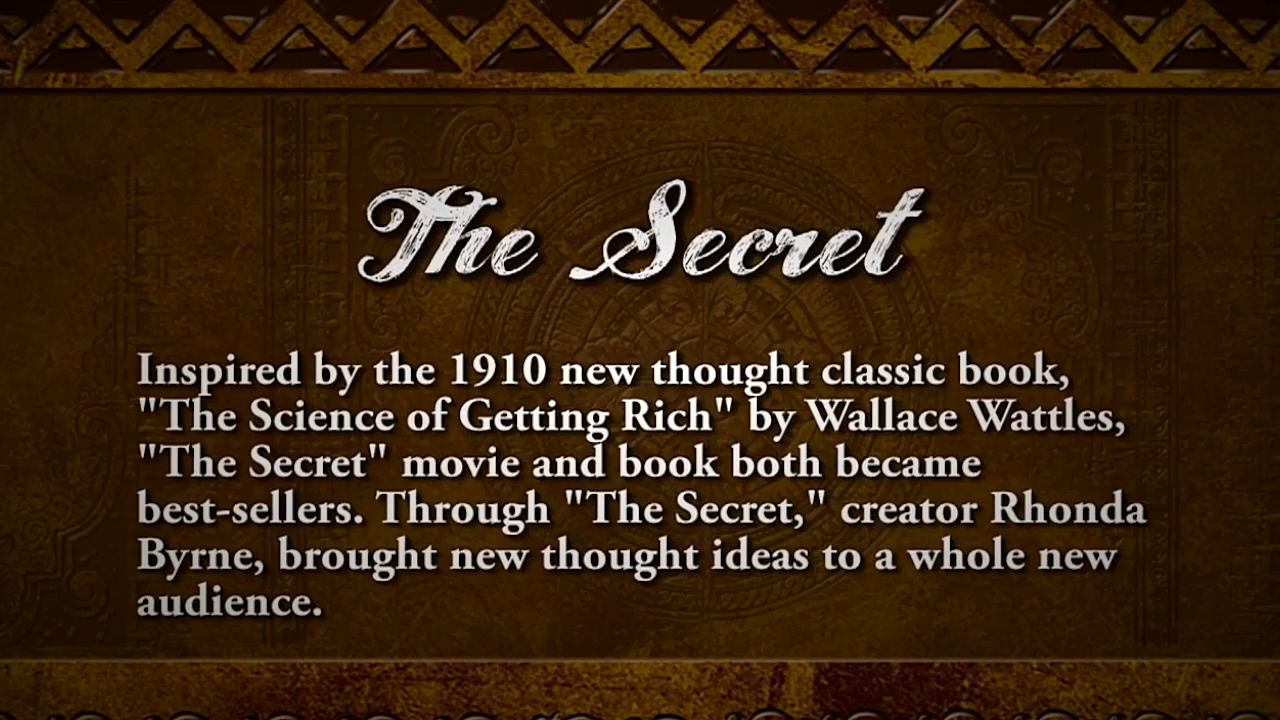 The Secret
Inspired by the 1910 new thought classic book,
"The Science of Getting Rich" by Wallace Wattles,
"The Secret" movie and book both became
best-sellers. Through "The Secret," creator Rhonda
Byrne, brought new thought ideas to a whole new
audience.